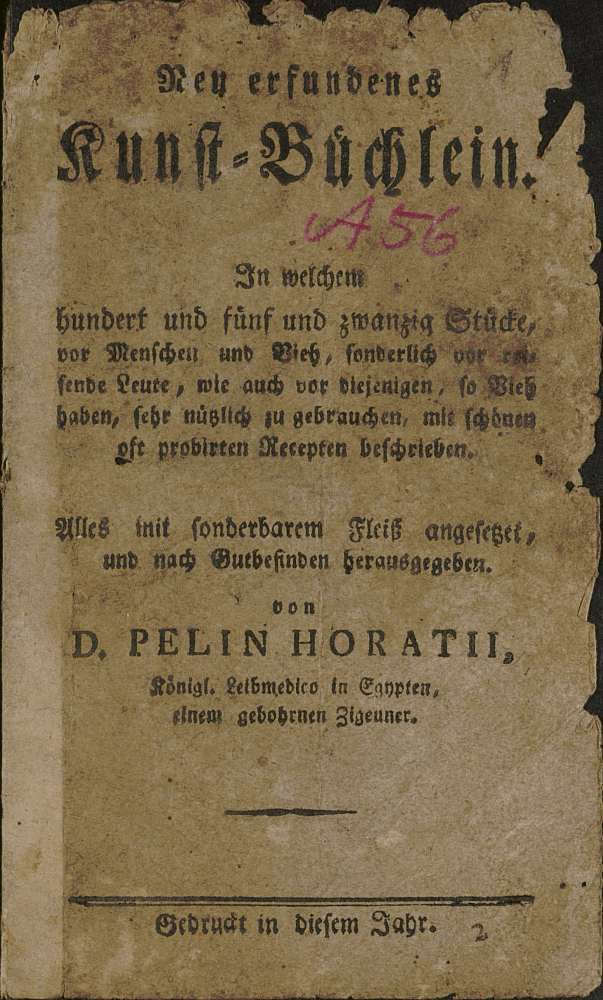 Ney erfundenes
Kunst-Büchlein.
A56
In welchem
hundert und fünf und zwanzig Stücke,
vor Menschen und Vieh, sonderlich vor rei-
sende Leute, wie auch vor diejenigen, so Vieh
haben, sehr nützlich zu gebrauchen, mit schönen
oft probirten Recepten beschrieben.
Alles mit sonderbarem Fleiß angesetzet,
und nach Gutbefinden herausgegeben.
von
D. PELIN HORATII,
Königl. Leibmedico in Egypten,
einem gebohrnen Zigeuner.
Gedruckt in diesem Jahr.
2